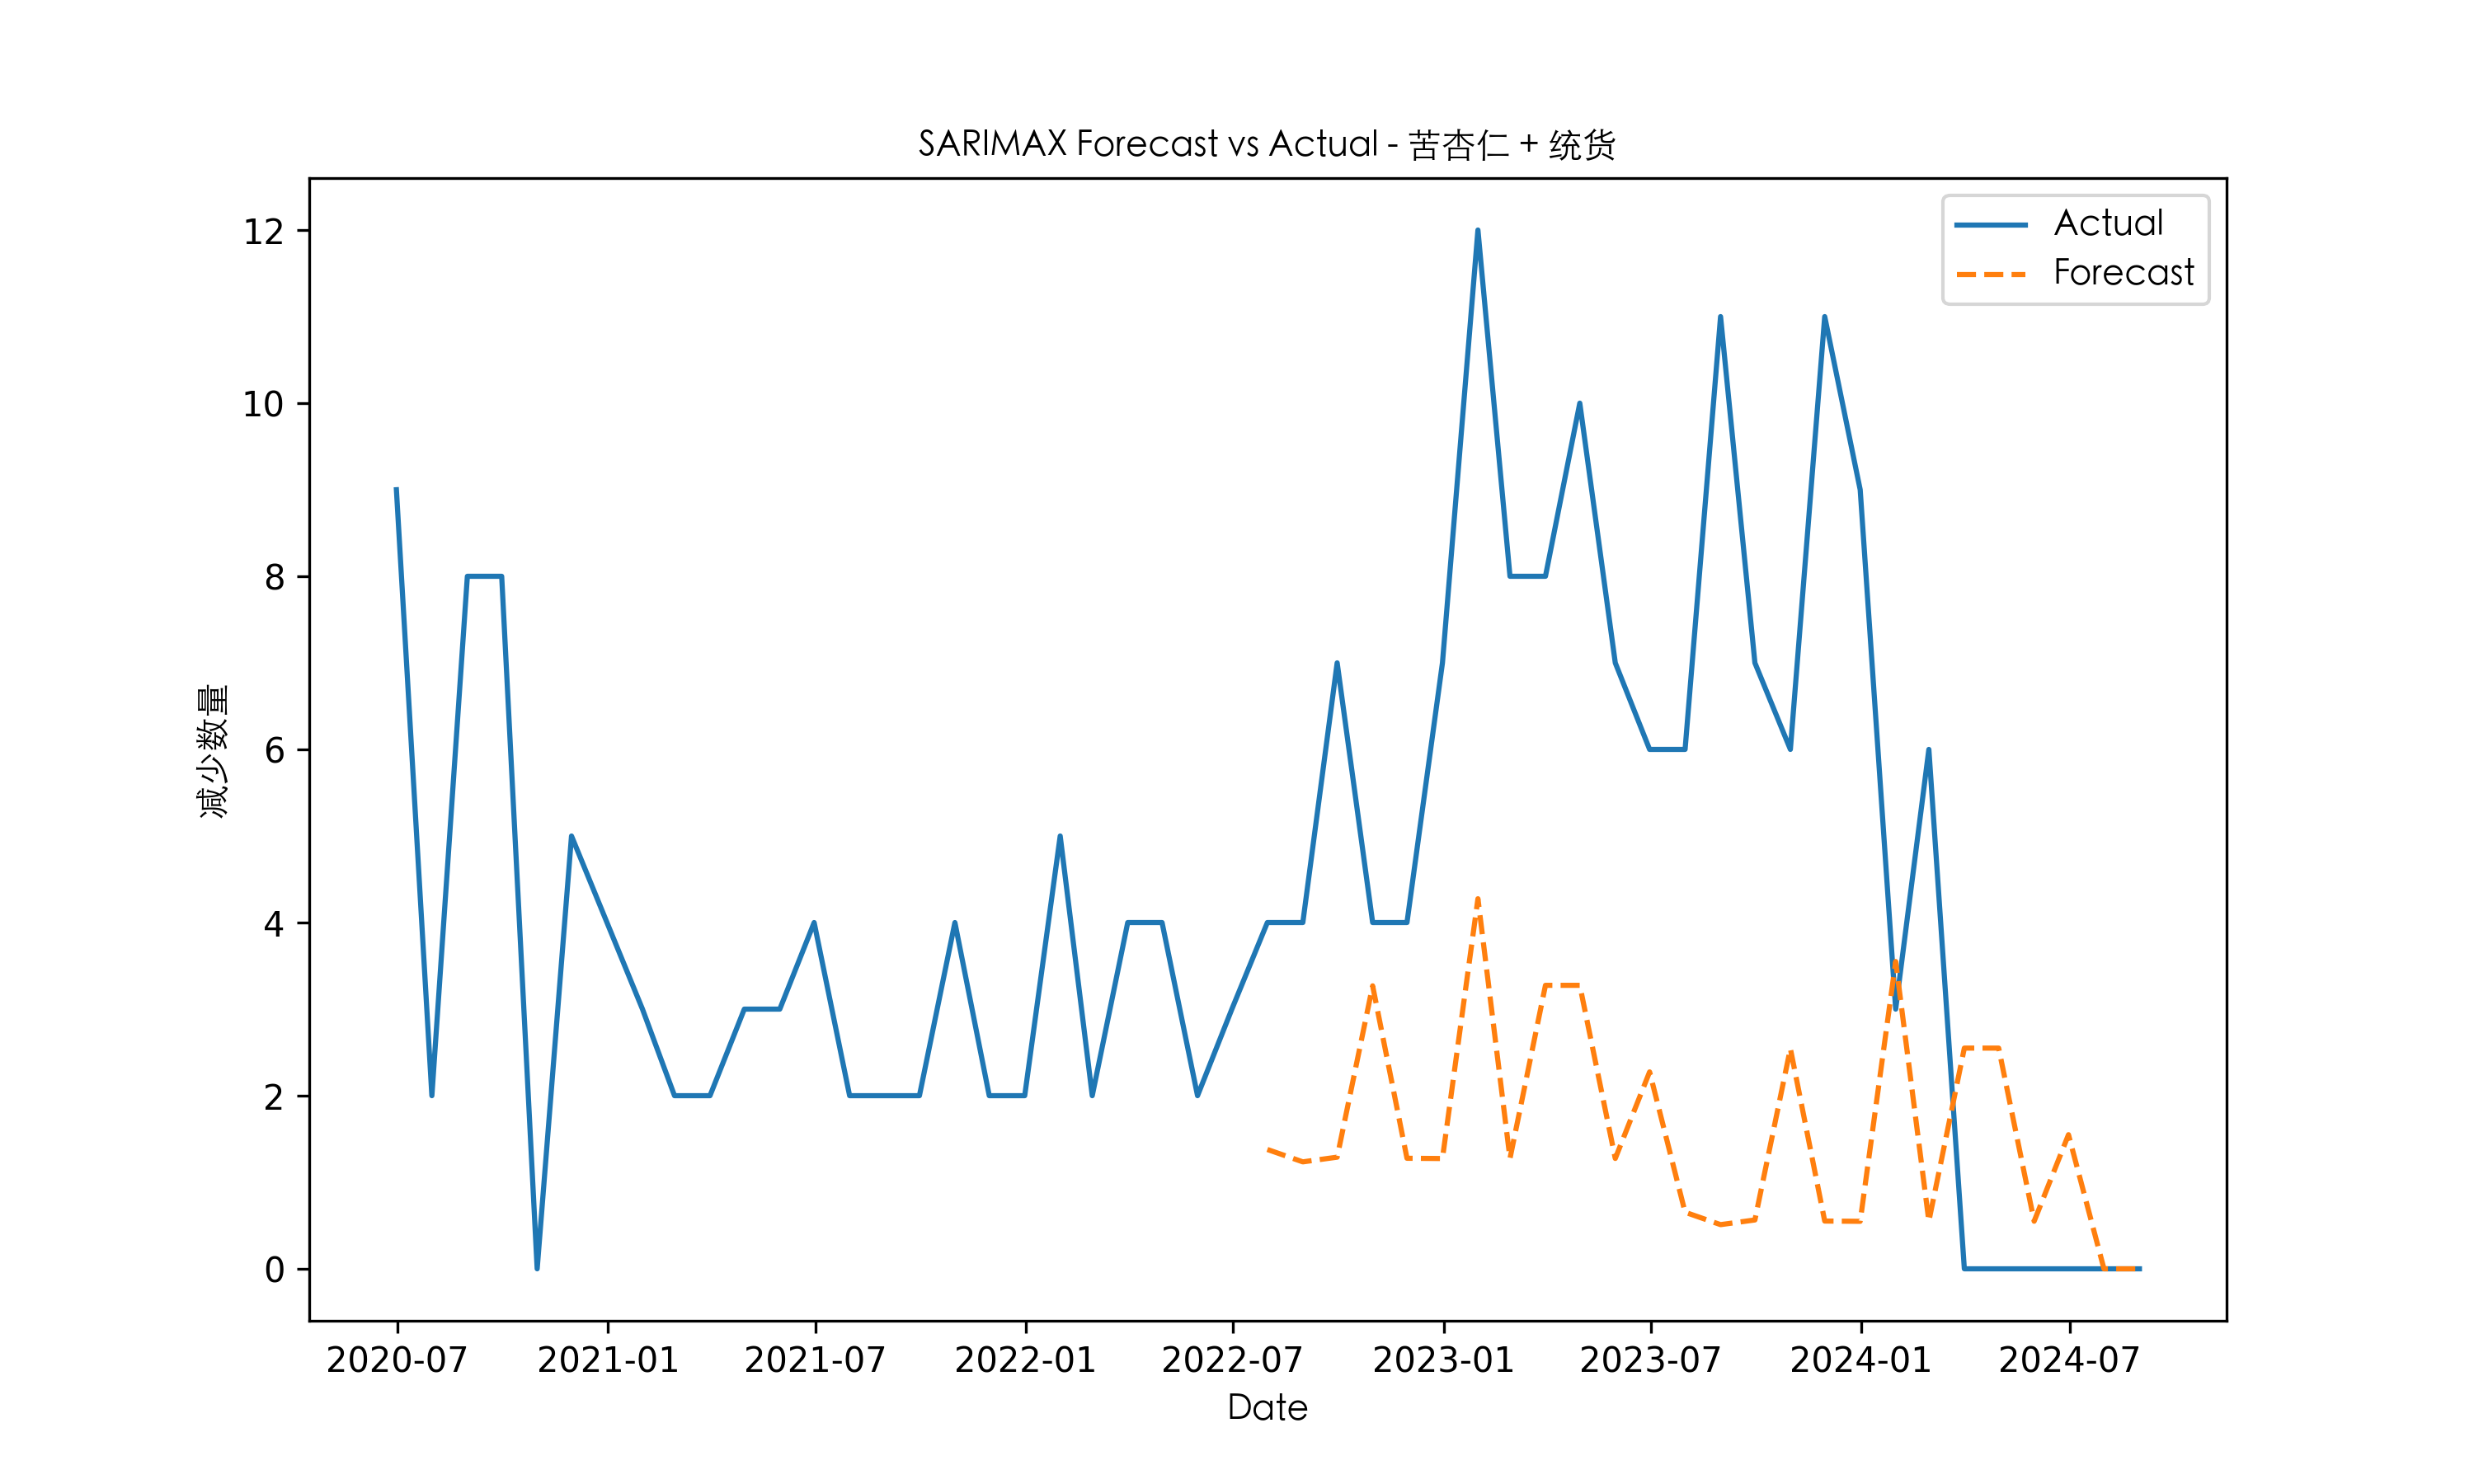 SARIMAX Forecast vs Actual - 苦杏仁 + 统货
Actual
Forecast
12
10
8
6
4
2
0
减少数量
2020-07 2021-01 2021-07 2022-01 2022-07 2023-01 2023-07 2024-01 2024-07
Date